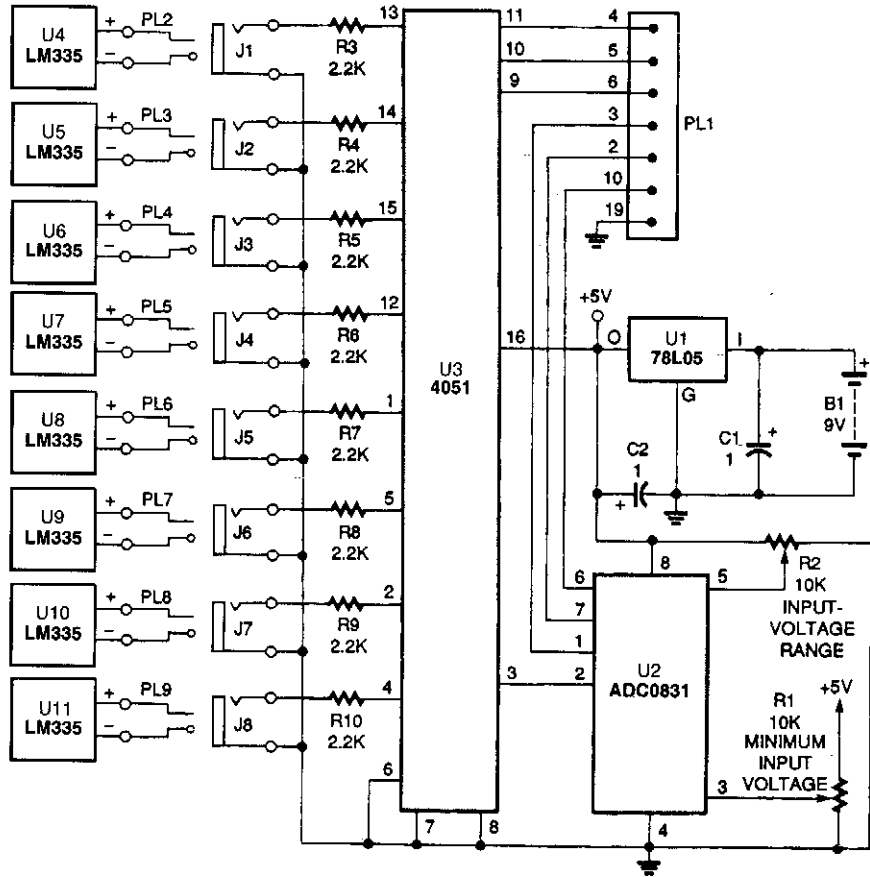 U4
LM335
+ PL2
−
J1
R3
2.2K
13
U5
LM335
+ PL3
−
J2
R4
2.2K
14
U6
LM335
+ PL4
−
J3
R5
2.2K
15
U7
LM335
+ PL5
−
J4
R6
2.2K
12
U8
LM335
+ PL6
−
J5
R7
2.2K
1
U9
LM335
+ PL7
−
J6
R8
2.2K
5
U10
LM335
+ PL8
−
J7
R9
2.2K
2
U11
LM335
+ PL9
−
J8
R10
2.2K
4
6
7
8
U3
4051
11
10
9
16
3
4
5
6
3
2
10
19
PL1
+5V
O
U1
78L05
I
G
C2
1
+
C1
+
1
+
B1
9V
8
6
7
1
2
5
3
4
U2
ADC0831
R2
10K
INPUT-
VOLTAGE
RANGE
R1
10K
MINIMUM
INPUT
VOLTAGE
+5V